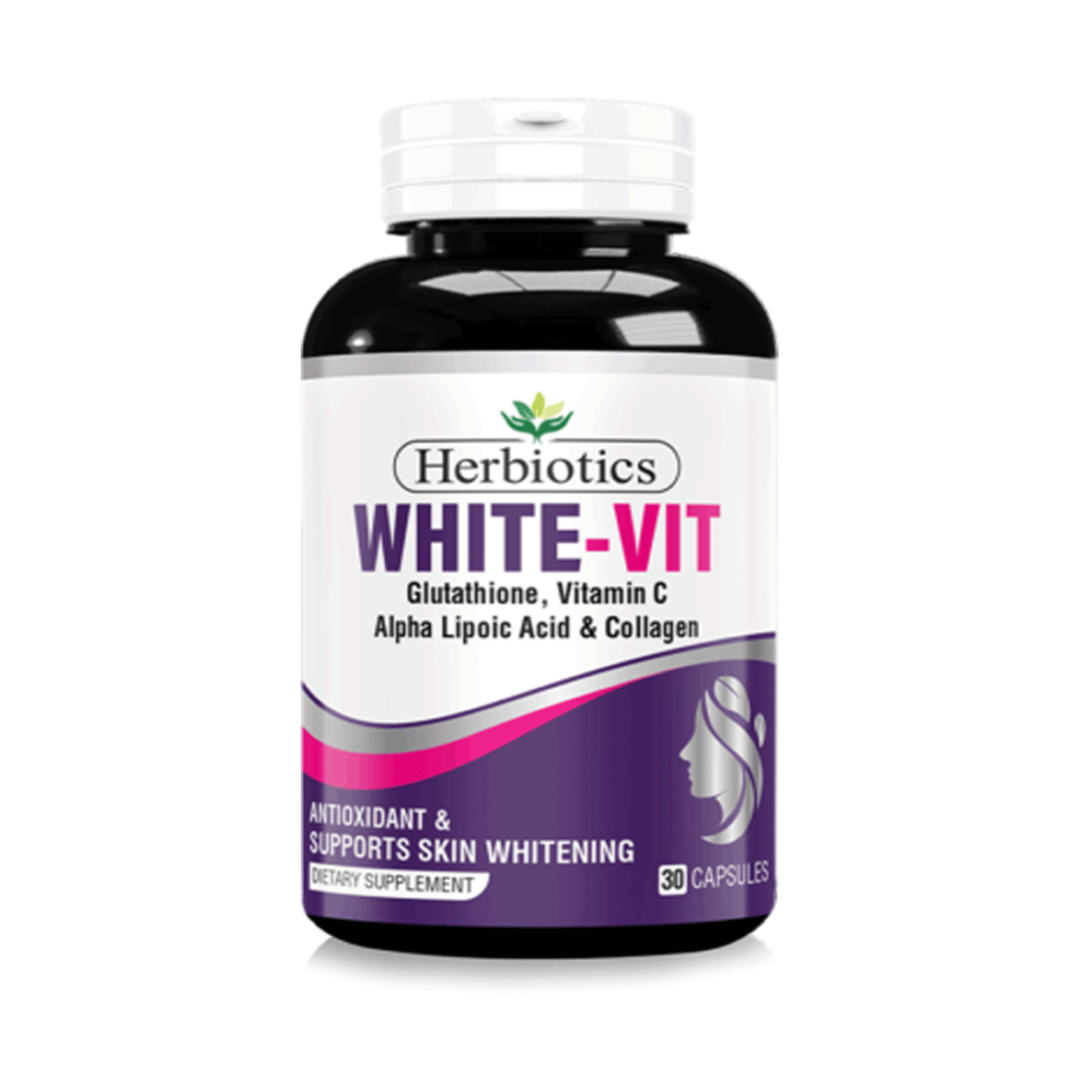 Herbiotics
WHITE-VIT
Glutathione, Vitamin C
Alpha Lipoic Acid & Collagen
ANTIOXIDANT &
SUPPORTS SKIN WHITENING
DIETARY SUPPLEMENT
30 CAPSULES